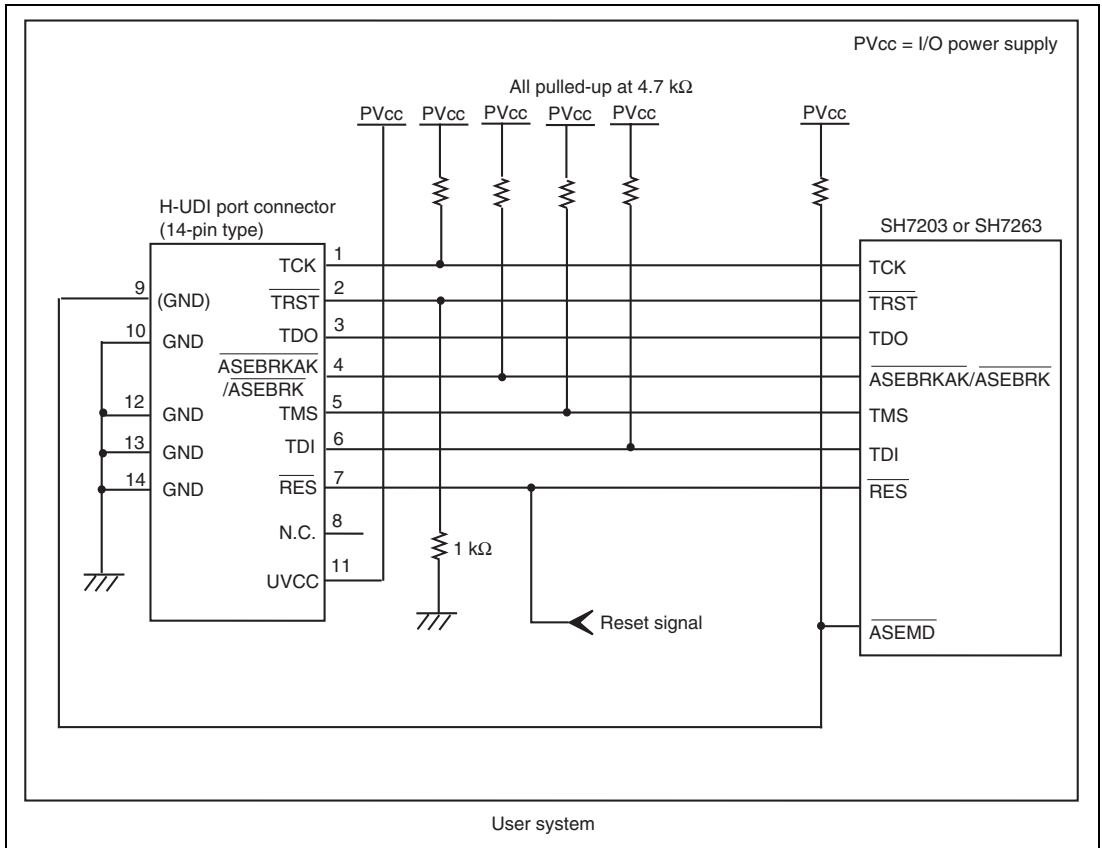 PVcc = I/O power supply
All pulled-up at 4.7 kΩ
PVcc PVcc PVcc PVcc PVcc PVcc
H-UDI port connector
(14-pin type)
SH7203 or SH7263
TCK 1 TCK
9 (GND) TRST 2 TRST
10 GND TDO 3 TDO
ASEBRKAK
/ASEBRK 4 ASEBRKAK/ASEBRK
12 GND TMS 5 TMS
13 GND TDI 6 TDI
14 GND RES 7 RES
N.C. 8
1 kΩ
UVCC 11
Reset signal
ASEMD
User system